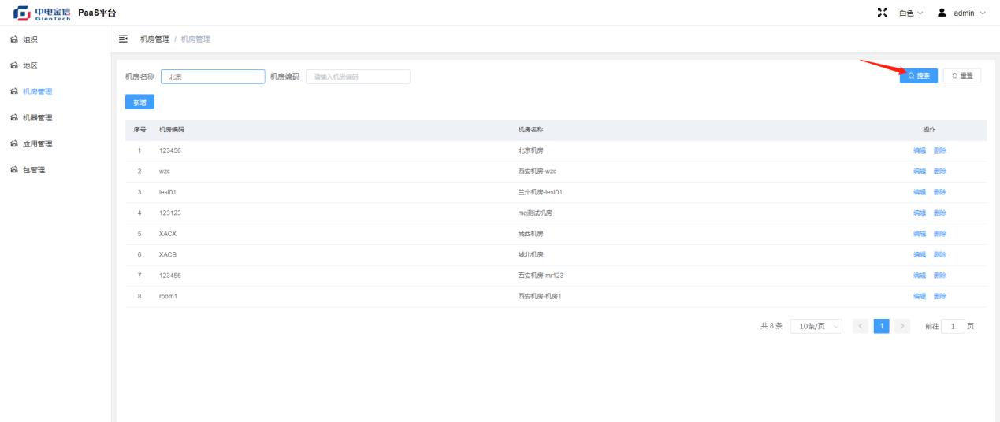 中电金信 GienTech PaaS平台 白色 admin
组织
地区
机房管理
机器管理
应用管理
包管理
机房管理 / 机房管理
机房名称 北京 机房编码 请输入机房编码 搜索 重置
新增
序号 机房编码 机房名称 操作
1 123456 北京机房 编辑 删除
2 wzc 西安机房-wzc 编辑 删除
3 test01 兰州机房-test01 编辑 删除
4 123123 mq测试机房 编辑 删除
5 XACX 城西机房 编辑 删除
6 XACB 城北机房 编辑 删除
7 123456 西安机房-mr123 编辑 删除
8 room1 西安机房-机房1 编辑 删除
共 8 条 10条/页 < 1 > 前往 1 页